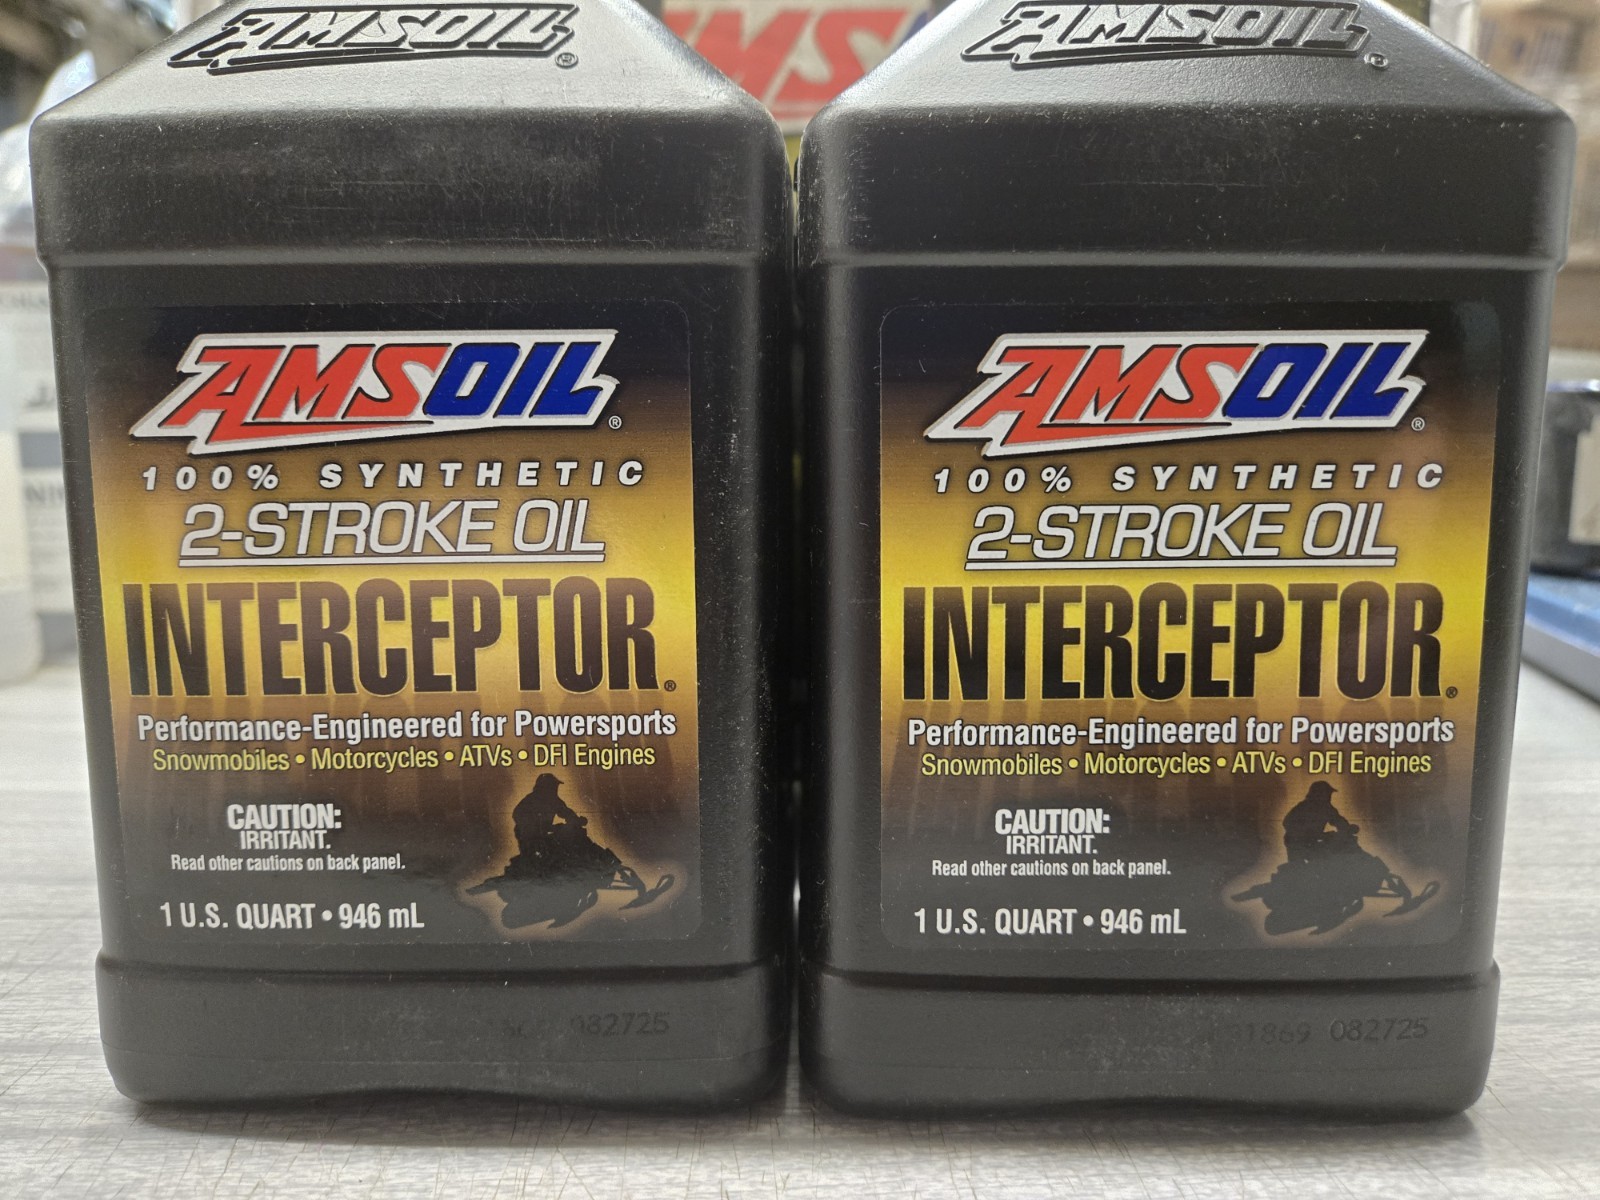 AMSOIL®
AMSOIL®
AMSOIL®
100% SYNTHETIC
2-STROKE OIL
INTERCEPTOR®
Performance-Engineered for Powersports
Snowmobiles • Motorcycles • ATVs • DFI Engines
CAUTION:
IRRITANT.
Read other cautions on back panel.
1 U.S. QUART • 946 mL
082725
AMSOIL®
100% SYNTHETIC
2-STROKE OIL
INTERCEPTOR®
Performance-Engineered for Powersports
Snowmobiles • Motorcycles • ATVs • DFI Engines
CAUTION:
IRRITANT.
Read other cautions on back panel.
1 U.S. QUART • 946 mL
082725